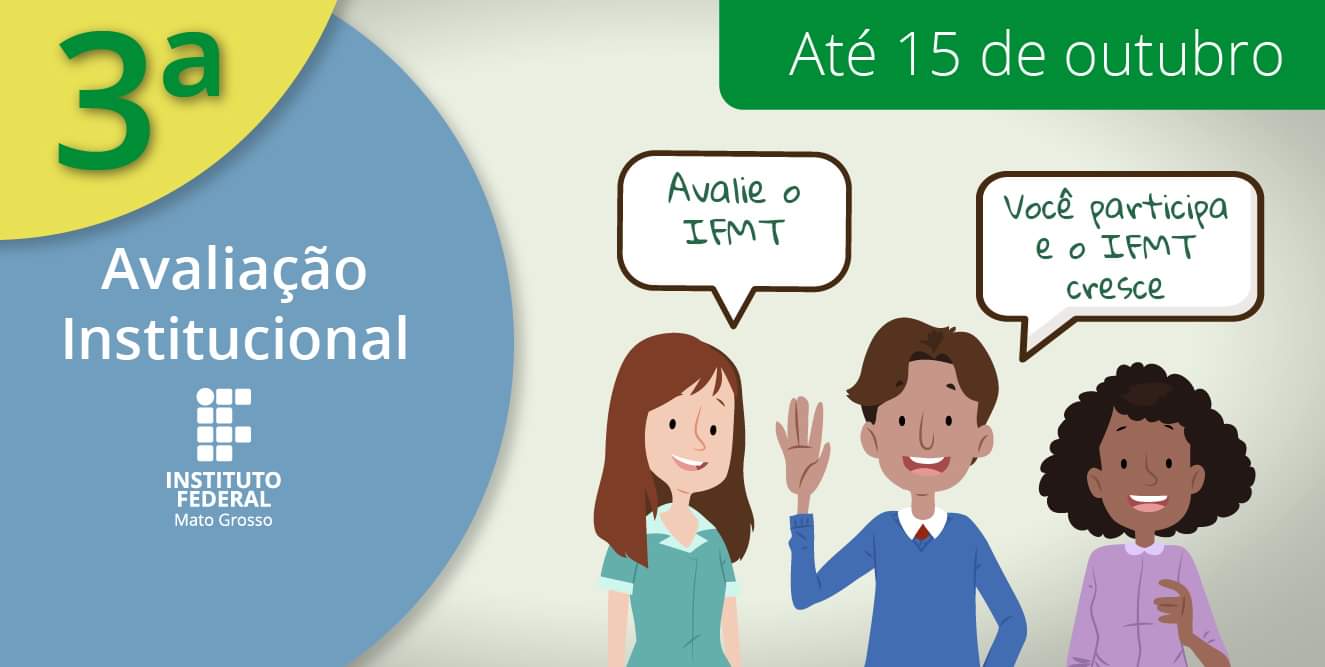 3ª
Avaliação
Institucional
INSTITUTO
FEDERAL
Mato Grosso
Até 15 de outubro
Avalie o
IFMT
Você participa
e o IFMT
cresce